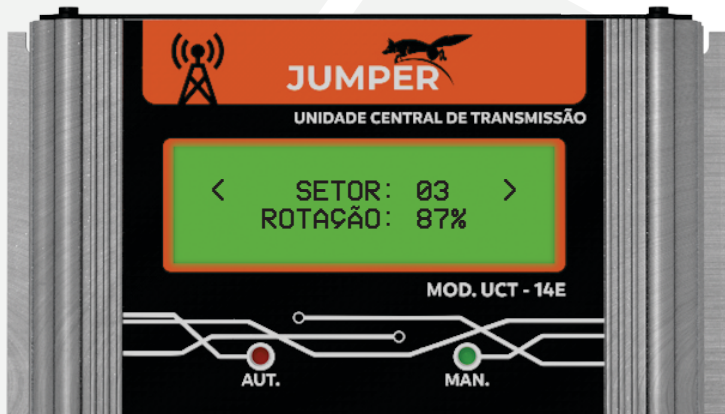 JUMPER
UNIDADE CENTRAL DE TRANSMISSÃO
< SETOR: 03 >
ROTAÇÃO: 87%
MOD. UCT - 14E
AUT. MAN.